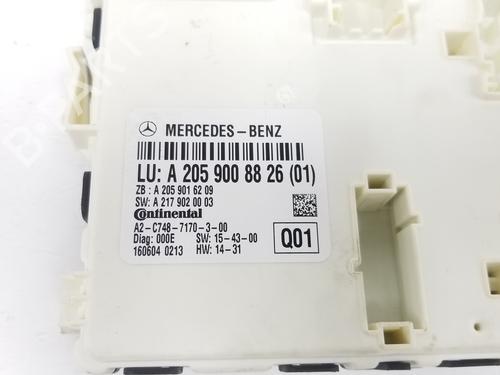 MERCEDES-BENZ
LU: A 205 900 88 26 (01)
ZB : A 205 901 62 09
SW: A 217 902 00 03
Continental
A2-C748-7170-3-00
Diag: 000E SW: 15-43-00
160604 0213 HW: 14-31
Q01
B-PARTS